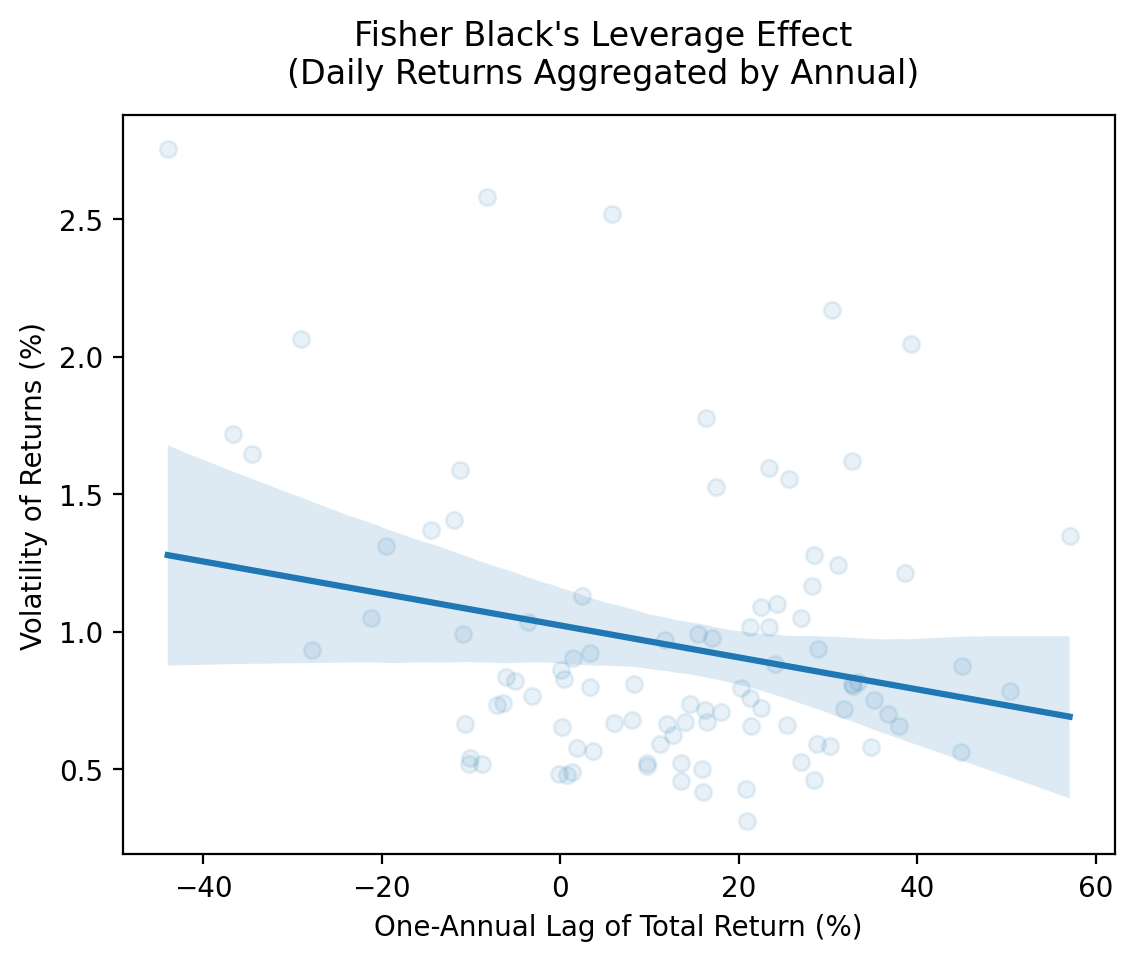 Fisher Black's Leverage Effect
(Daily Returns Aggregated by Annual)
Volatility of Returns (%)
2.5
2.0
1.5
1.0
0.5
−40
−20
0
20
40
60
One-Annual Lag of Total Return (%)